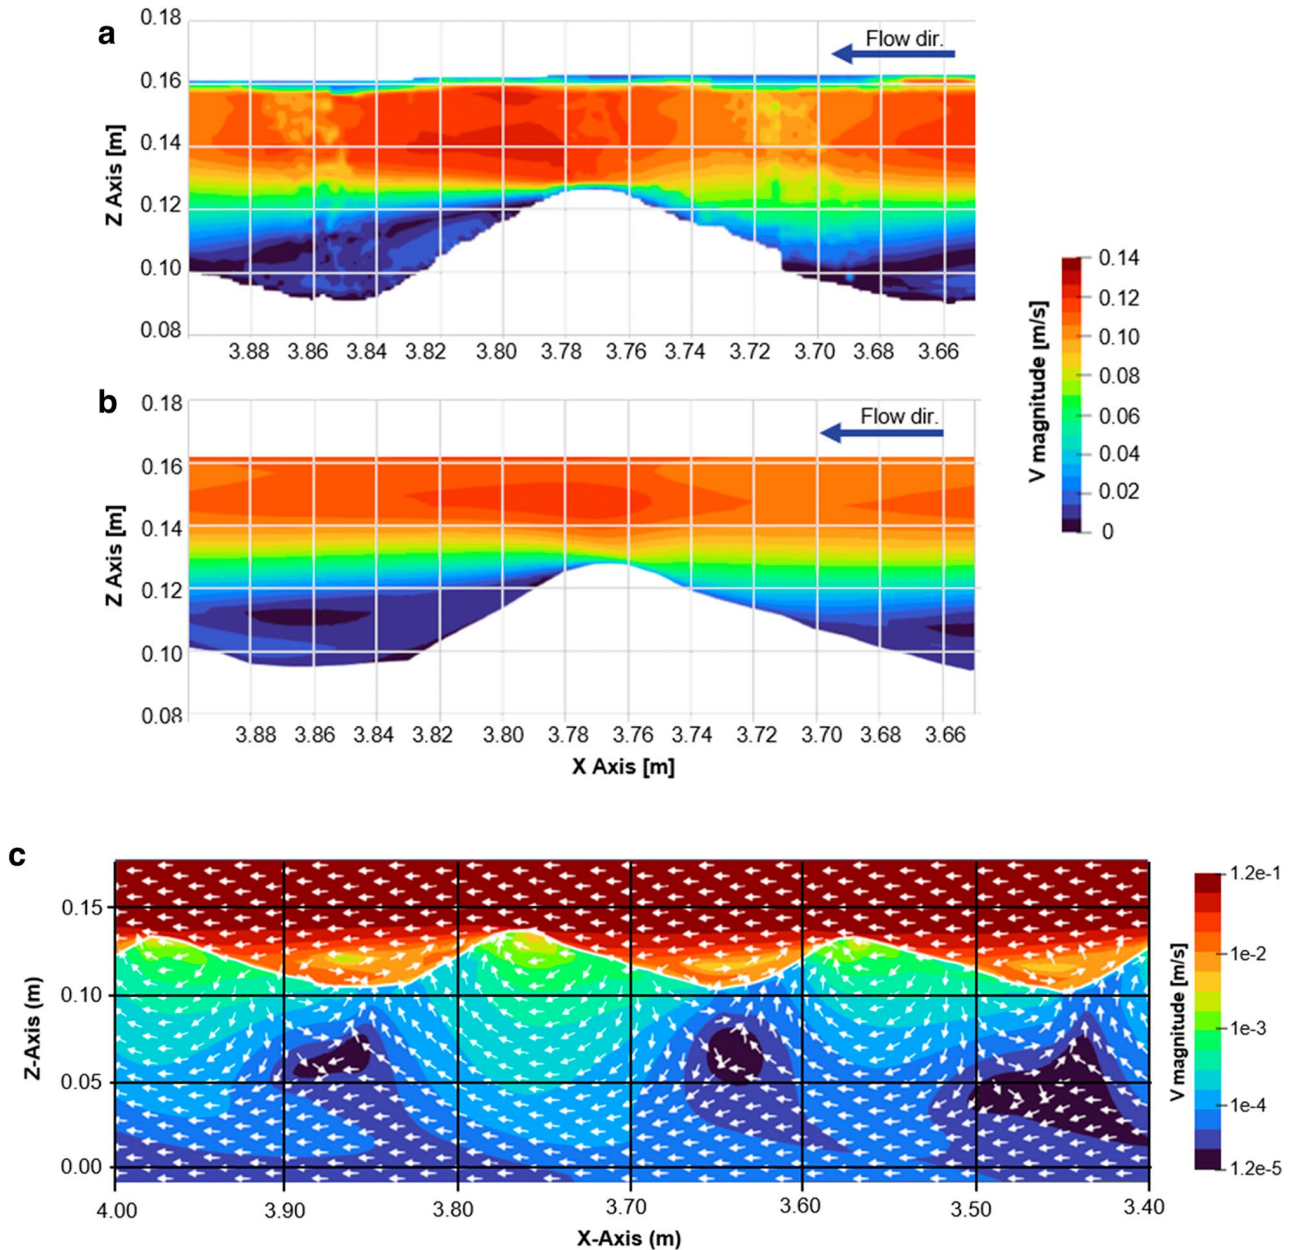 a
0.18
0.16
0.14
0.12
0.10
0.08
Z Axis [m]
Flow dir.
3.88 3.86 3.84 3.82 3.80 3.78 3.76 3.74 3.72 3.70 3.68 3.66
b
0.18
0.16
0.14
0.12
0.10
0.08
Z Axis [m]
Flow dir.
3.88 3.86 3.84 3.82 3.80 3.78 3.76 3.74 3.72 3.70 3.68 3.66
X Axis [m]
V magnitude [m/s]
0.14
0.12
0.10
0.08
0.06
0.04
0.02
0
c
0.15
0.10
0.05
0.00
Z-Axis (m)
4.00 3.90 3.80 3.70 3.60 3.50 3.40
X-Axis (m)
V magnitude [m/s]
1.2e-1
1e-2
1e-3
1e-4
1.2e-5